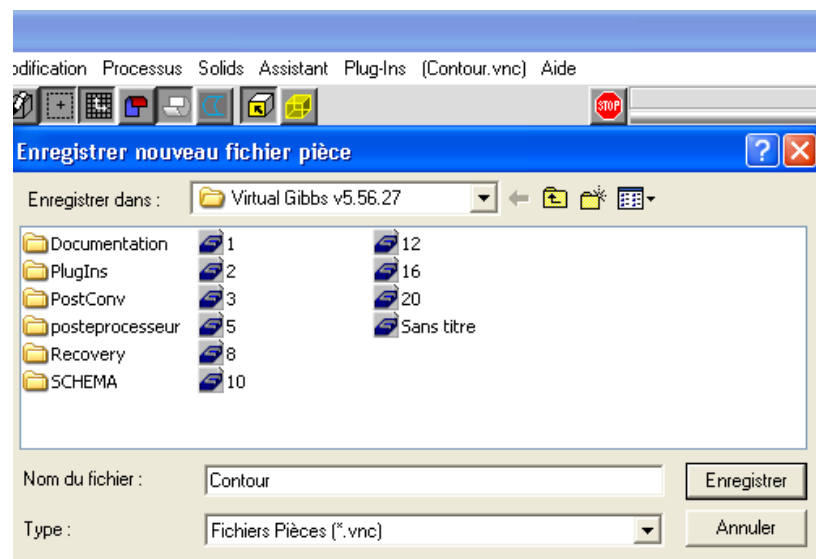 odification Processus Solids Assistant Plug-Ins (Contour.vnc) Aide
STOP
Enregistrer nouveau fichier pièce
Enregistrer dans : Virtual Gibbs v5.56.27
Documentation 1 12
PlugIns 2 16
PostConv 3 20
posteprocesseur 5 Sans titre
Recovery 8
SCHEMA 10
Nom du fichier : Contour Enregistrer
Type : Fichiers Pièces (*.vnc) Annuler